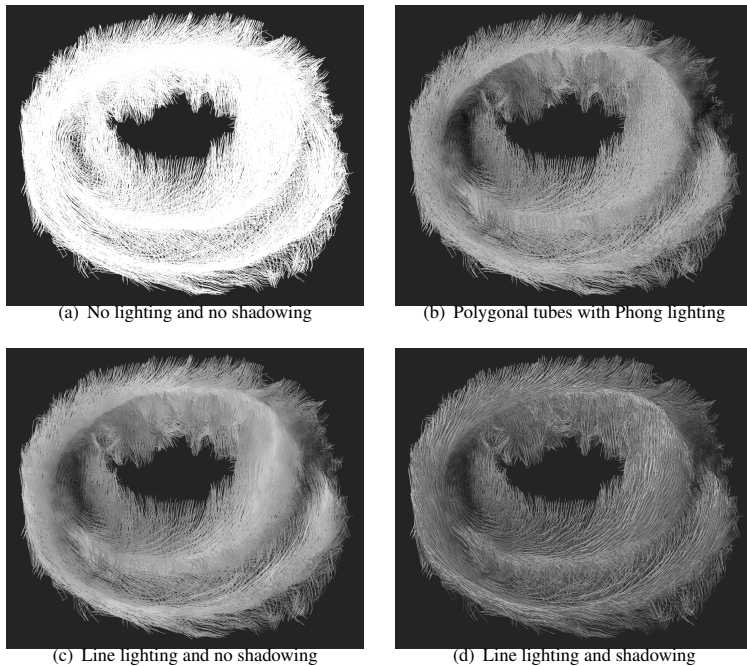 (a) No lighting and no shadowing
(b) Polygonal tubes with Phong lighting
(c) Line lighting and no shadowing
(d) Line lighting and shadowing